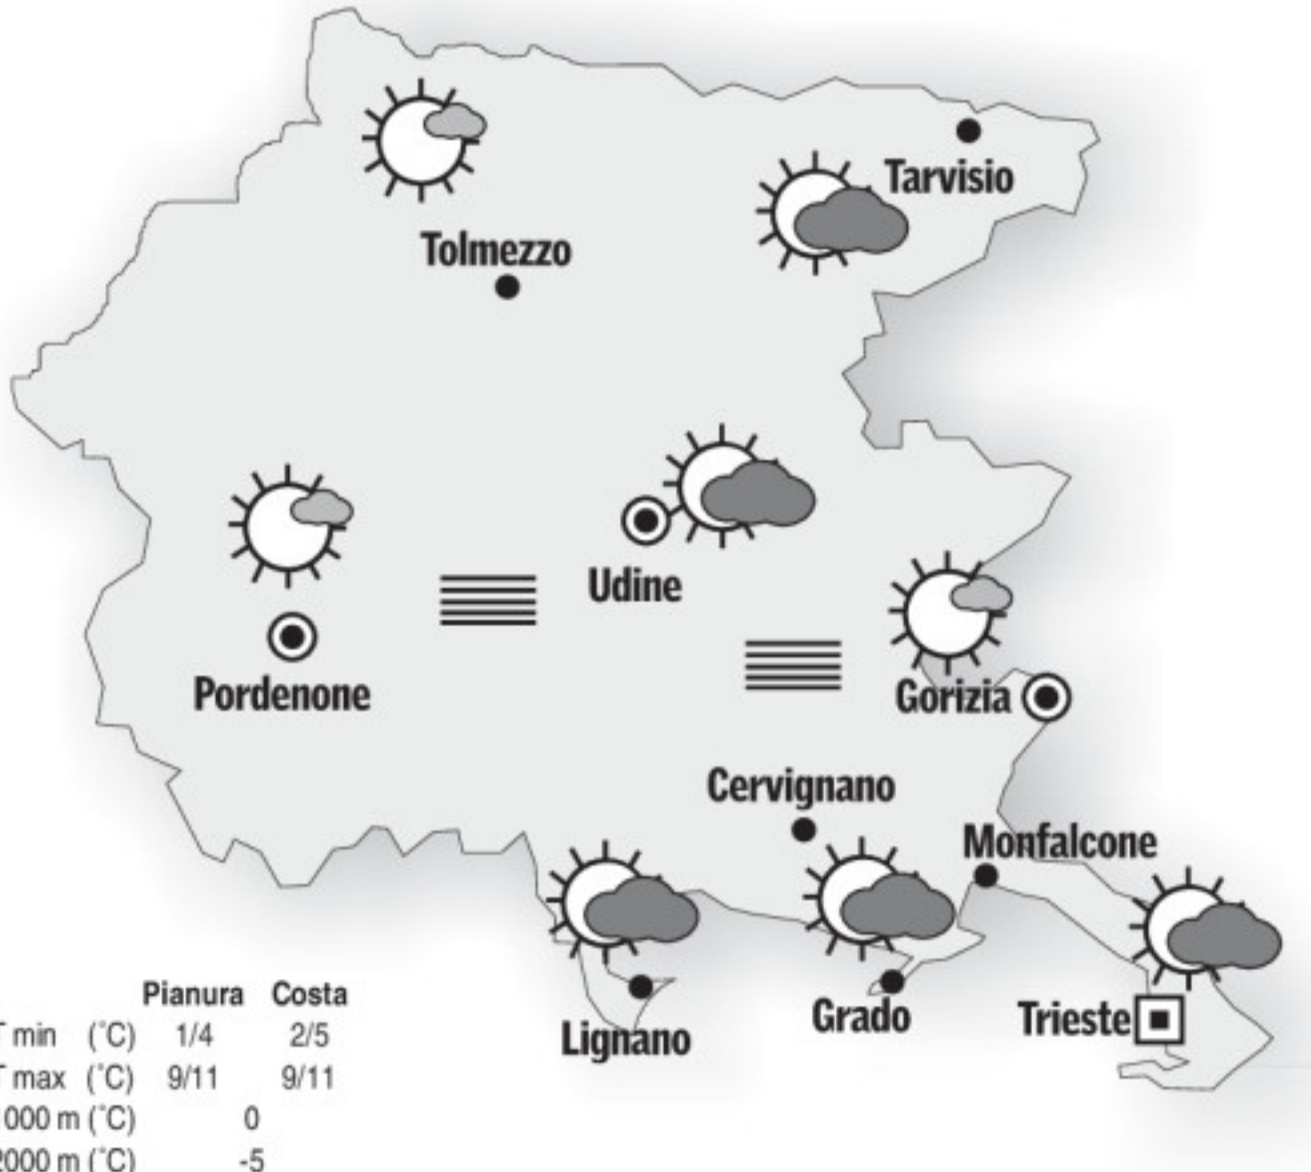 Tarvisio
Tolmezzo
Udine
Pordenone
Gorizia
Cervignano
Monfalcone
Lignano
Grado
Trieste
Pianura Costa
T min (°C) 1/4 2/5
T max (°C) 9/11 9/11
000 m (°C) 0
2000 m (°C) -5